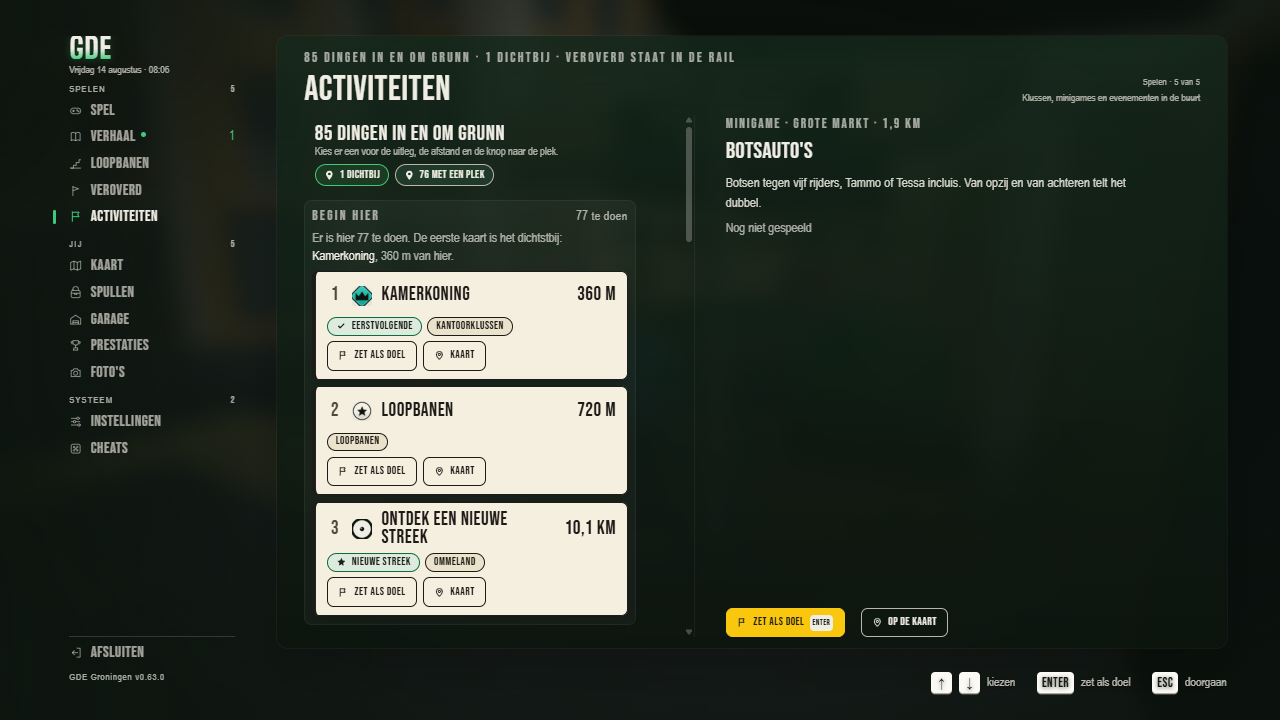 GDE
Vrijdag 14 augustus · 08:06
SPELEN 5
SPEL
VERHAAL 1
LOOPBANEN
VEROVERD
ACTIVITEITEN
JIJ 5
KAART
SPULLEN
GARAGE
PRESTATIES
FOTO'S
SYSTEEM 2
INSTELLINGEN
CHEATS
AFSLUITEN
GDE Groningen v0.63.0
85 DINGEN IN EN OM GRUNN · 1 DICHTBIJ · VEROVERD STAAT IN DE RAIL
ACTIVITEITEN
Spelen · 5 van 5
Klussen, minigames en evenementen in de buurt
85 DINGEN IN EN OM GRUNN
Kies er een voor de uitleg, de afstand en de knop naar de plek.
1 DICHTBIJ 76 MET EEN PLEK
BEGIN HIER 77 te doen
Er is hier 77 te doen. De eerste kaart is het dichtstbij:
Kamerkoning, 360 m van hier.
1 KAMERKONING 360 M
EERSTVOLGENDE KANTOORKLUSSEN
ZET ALS DOEL KAART
2 LOOPBANEN 720 M
LOOPBANEN
ZET ALS DOEL KAART
3 ONTDEK EEN NIEUWE STREEK 10,1 KM
NIEUWE STREEK OMMELAND
ZET ALS DOEL KAART
MINIGAME · GROTE MARKT · 1,9 KM
BOTSAUTO'S
Botsen tegen vijf rijders, Tammo of Tessa incluis. Van opzij en van achteren telt het
dubbel.
Nog niet gespeeld
ZET ALS DOEL ENTER OP DE KAART
↑ ↓ kiezen ENTER zet als doel ESC doorgaan